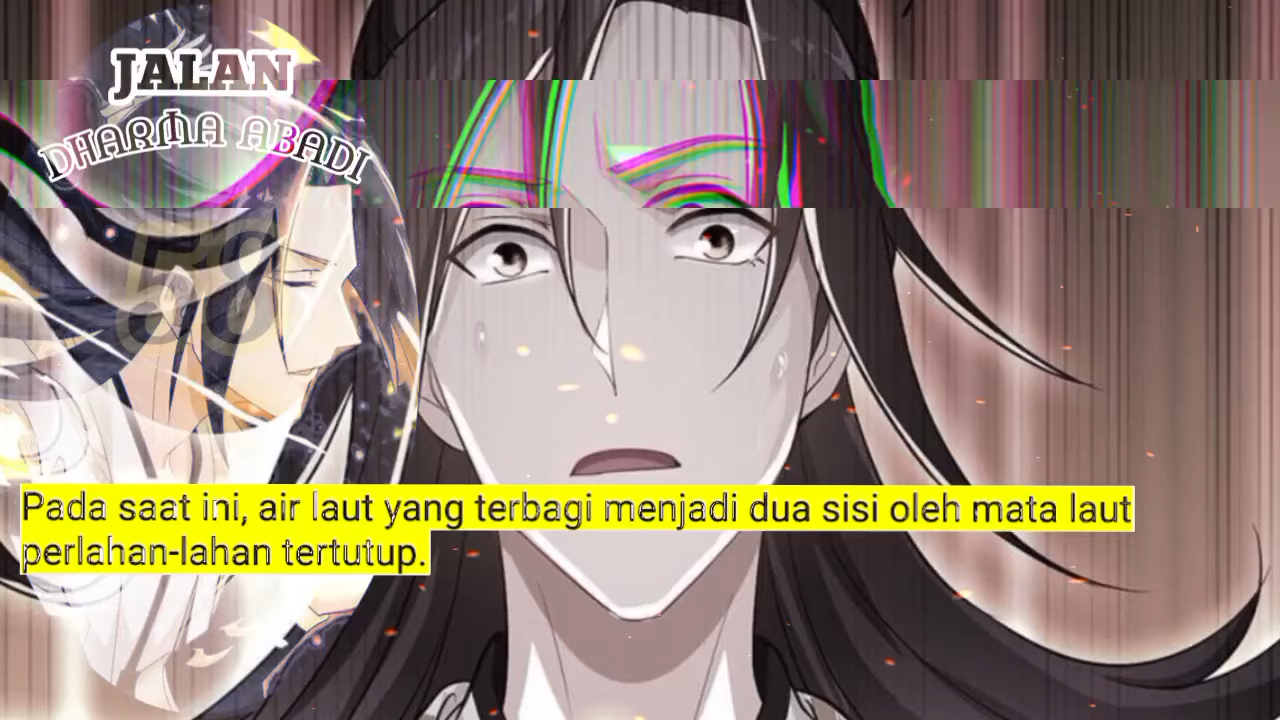 JALAN
DHARMA ABADI
58
Pada saat ini, air laut yang terbagi menjadi dua sisi oleh mata laut
perlahan-lahan tertutup.